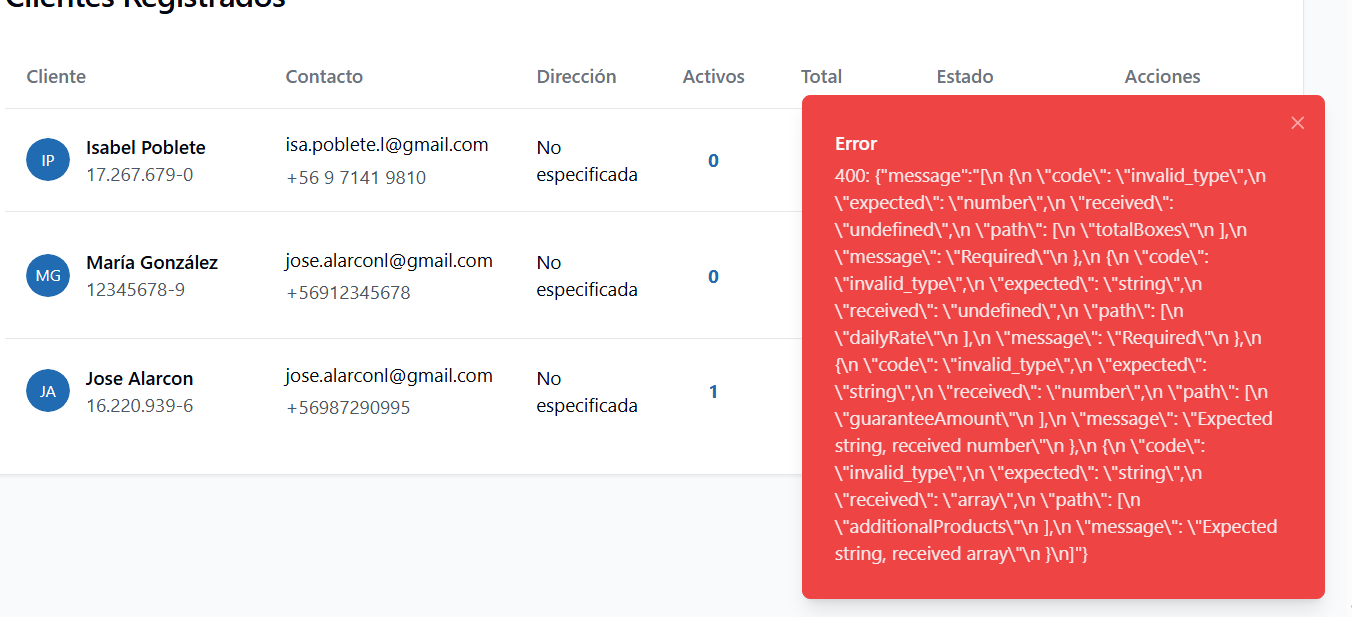 Clientes Registrados
Cliente Contacto Dirección Activos Total Estado Acciones
IP Isabel Poblete
17.267.679-0
isa.poblete.l@gmail.com
+56 9 7141 9810
No
especificada
0
MG María González
12345678-9
jose.alarconl@gmail.com
+56912345678
No
especificada
0
JA Jose Alarcon
16.220.939-6
jose.alarconl@gmail.com
+56987290995
No
especificada
1
Error
400: {"message":"[\n {\n \"code\": \"invalid_type\",\n
\"expected\": \"number\",\n \"received\":
\"undefined\",\n \"path\": [\n \"totalBoxes\"\n ],\n
\"message\": \"Required\"\n },\n {\n \"code\":
\"invalid_type\",\n \"expected\": \"string\",\n
\"received\": \"undefined\",\n \"path\": [\n
\"dailyRate\"\n ],\n \"message\": \"Required\"\n },\n
{\n \"code\": \"invalid_type\",\n \"expected\":
\"string\",\n \"received\": \"number\",\n \"path\": [\n
\"guaranteeAmount\"\n ],\n \"message\": \"Expected
string, received number\"\n },\n {\n \"code\":
\"invalid_type\",\n \"expected\": \"string\",\n
\"received\": \"array\",\n \"path\": [\n
\"additionalProducts\"\n ],\n \"message\": \"Expected
string, received array\"\n }\n]"}